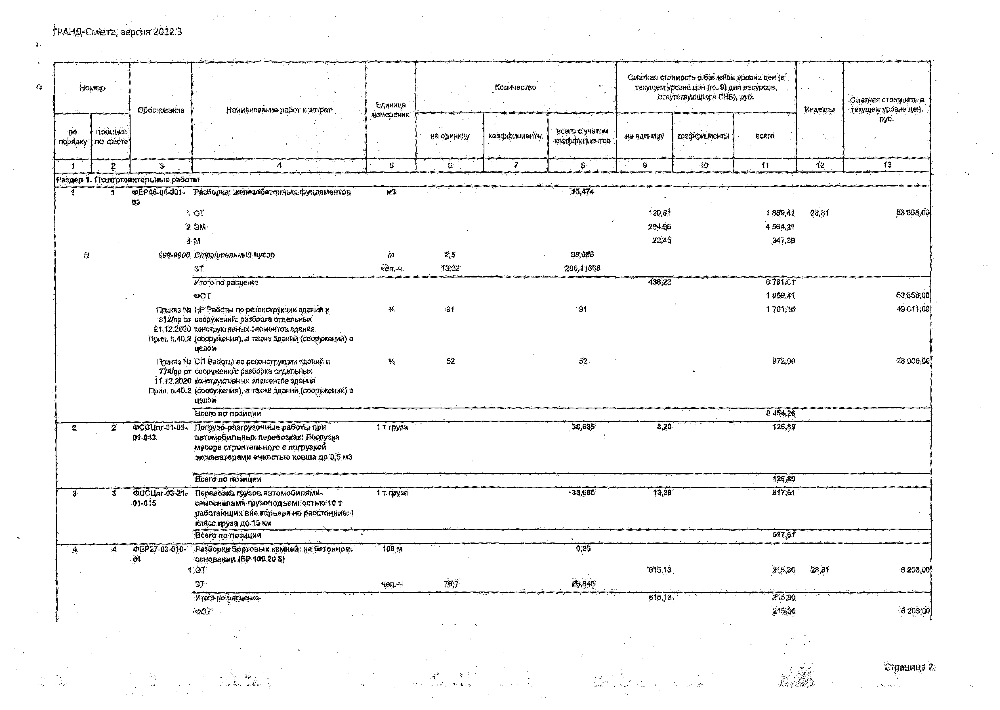 ГРАНД-Смета, версия 2022.3
Номер
Обоснование
Наименование работ и затрат
Единица
измерения
Количество
Сметная стоимость в базисном уровне цен (в
текущем уровне цен (гр. 9) для ресурсов,
отсутствующих в СНБ), руб.
Индексы
Сметная стоимость в
текущем уровне цен,
руб.
по
порядку
позиции
по смете
на единицу
коэффициенты
всего с учетом
коэффициентов
на единицу
коэффициенты
всего
1 2 3 4 5 6 7 8 9 10 11 12 13
Раздел 1. Подготовительные работы
1 1 ФЕР46-04-001- Разборка: железобетонных фундаментов м3 15,474
03
1 ОТ 120,81 1 869,41 28,81 53 858,00
2 ЭМ 294,96 4 564,21
4 М 22,45 347,39
Н 999-9900 Строительный мусор т 2,5 38,685
ЗТ чел.-ч 13,32 206,11368
Итого по расценке 438,22 6 781,01
ФОТ 1 869,41 53 858,00
Приказ № НР Работы по реконструкции зданий и % 91 91 1 701,16 49 011,00
812/пр от сооружений: разборка отдельных
21.12.2020 конструктивных элементов здания
Прил. п.40.2 (сооружения), а также зданий (сооружений) в
целом
Приказ № СП Работы по реконструкции зданий и % 52 52 972,09 28 006,00
774/пр от сооружений: разборка отдельных
11.12.2020 конструктивных элементов здания
Прил. п.40.2 (сооружения), а также зданий (сооружений) в
целом
Всего по позиции 9 454,26
2 2 ФССЦпг-01-01- Погрузо-разгрузочные работы при 1 т груза 38,685 3,28 126,89
01-043 автомобильных перевозках: Погрузка
мусора строительного с погрузкой
экскаваторами емкостью ковша до 0,5 м3
Всего по позиции 126,89
3 3 ФССЦпг-03-21- Перевозка грузов автомобилями- 1 т груза 38,685 13,38 517,61
01-015 самосвалами грузоподъемностью 10 т
работающих вне карьера на расстояние: I
класс груза до 15 км
Всего по позиции 517,61
4 4 ФЕР27-03-010- Разборка бортовых камней: на бетонном 100 м 0,35
01 основании (БР 100 20 8)
1 ОТ 615,13 215,30 28,81 6 203,00
ЗТ чел.-ч 76,7 26,845
Итого по расценке 615,13 215,30
ФОТ 215,30 6 203,00
Страница 2